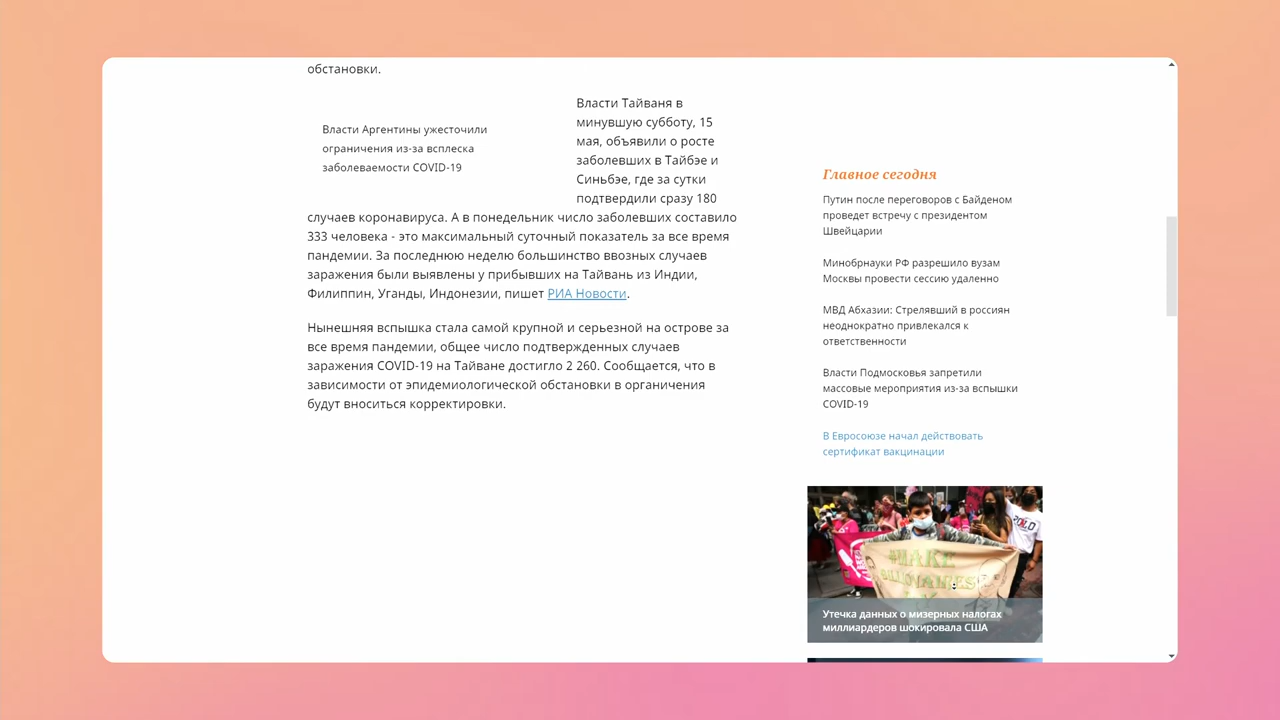 обстановки.
Власти Аргентины ужесточили
ограничения из-за всплеска
заболеваемости COVID-19
Власти Тайваня в
минувшую субботу, 15
мая, объявили о росте
заболевших в Тайбэе и
Синьбэе, где за сутки
подтвердили сразу 180
случаев коронавируса. А в понедельник число заболевших составило
333 человека - это максимальный суточный показатель за все время
пандемии. За последнюю неделю большинство ввозных случаев
заражения были выявлены у прибывших на Тайвань из Индии,
Филиппин, Уганды, Индонезии, пишет РИА Новости.
Нынешняя вспышка стала самой крупной и серьезной на острове за
все время пандемии, общее число подтвержденных случаев
заражения COVID-19 на Тайване достигло 2 260. Сообщается, что в
зависимости от эпидемиологической обстановки в органичения
будут вноситься корректировки.
Главное сегодня
Путин после переговоров с Байденом
проведет встречу с президентом
Швейцарии
Минобрнауки РФ разрешило вузам
Москвы провести сессию удаленно
МВД Абхазии: Стрелявший в россиян
неоднократно привлекался к
ответственности
Власти Подмосковья запретили
массовые мероприятия из-за вспышки
COVID-19
В Евросоюзе начал действовать
сертификат вакцинации
#MAKE
BILLIONAIRES
POLO
Утечка данных о мизерных налогах
миллиардеров шокировала США